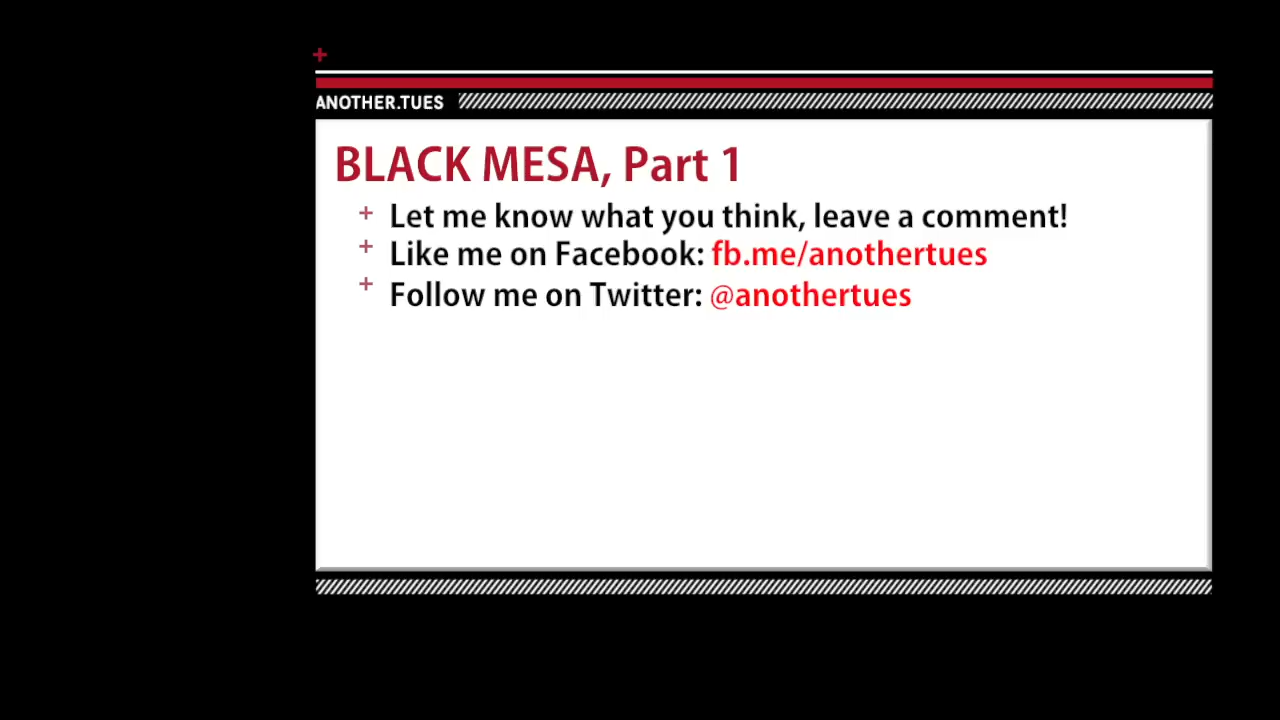 ANOTHER.TUES
BLACK MESA, Part 1
+ Let me know what you think, leave a comment!
+ Like me on Facebook: fb.me/anothertues
+ Follow me on Twitter: @anothertues